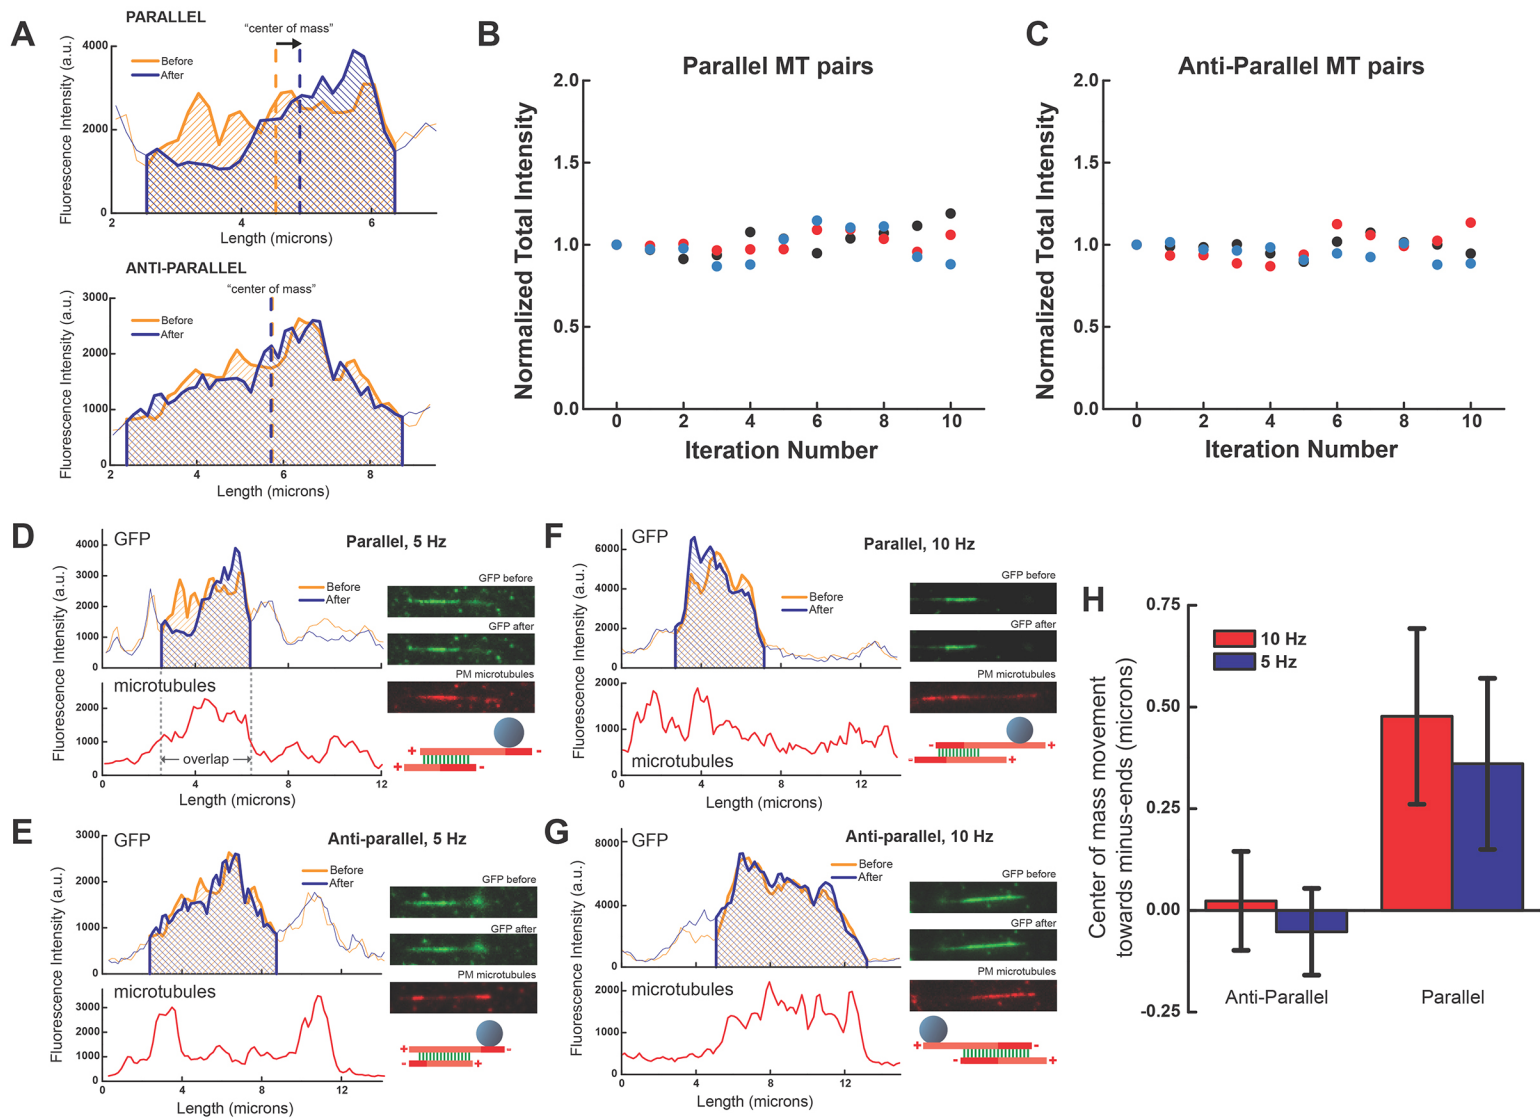 A
PARALLEL
"center of mass"
Fluorescence Intensity (a.u.)
4000
2000
0
Before
After
2 4 6
Length (microns)
ANTI-PARALLEL
"center of mass"
Fluorescence Intensity (a.u.)
3000
2000
1000
0
Before
After
2 4 6 8
Length (microns)
B
Parallel MT pairs
Normalized Total Intensity
2.0
1.5
1.0
0.5
0.0
0 2 4 6 8 10
Iteration Number
C
Anti-Parallel MT pairs
Normalized Total Intensity
2.0
1.5
1.0
0.5
0.0
0 2 4 6 8 10
Iteration Number
D
GFP
Parallel, 5 Hz
Fluorescence Intensity (a.u.)
4000
3000
2000
1000
0
Before
After
GFP before
GFP after
PM microtubules
microtubules
2000
1000
0
overlap
0 4 8 12
Length (microns)
+ -
+ -
E
GFP
Anti-parallel, 5 Hz
Fluorescence Intensity (a.u.)
3000
2000
1000
0
Before
After
GFP before
GFP after
PM microtubules
microtubules
3000
2000
1000
0
0 4 8 12
Length (microns)
+ -
- +
F
GFP
Parallel, 10 Hz
Fluorescence Intensity (a.u.)
6000
4000
2000
0
Before
After
GFP before
GFP after
PM microtubules
2000
1000
0
microtubules
0 4 8 12
Length (microns)
- +
- +
G
GFP
Anti-parallel, 10 Hz
Fluorescence Intensity (a.u.)
8000
4000
0
Before
After
GFP before
GFP after
PM microtubules
microtubules
2000
1000
0
0 4 8 12
Length (microns)
+ -
- +
H
Center of mass movement
towards minus-ends (microns)
0.75
0.50
0.25
0.00
-0.25
10 Hz
5 Hz
Anti-Parallel
Parallel